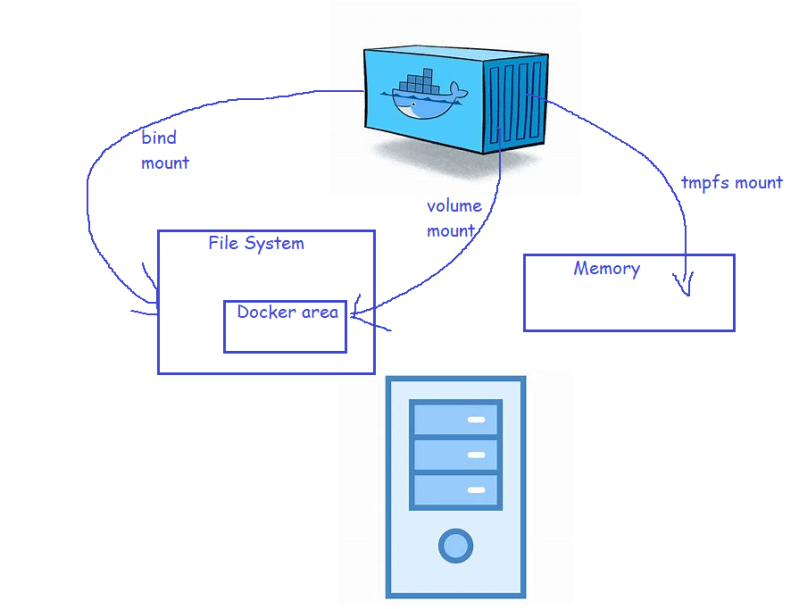 bind
mount
volume
mount
tmpfs mount
File System
Docker area
Memory